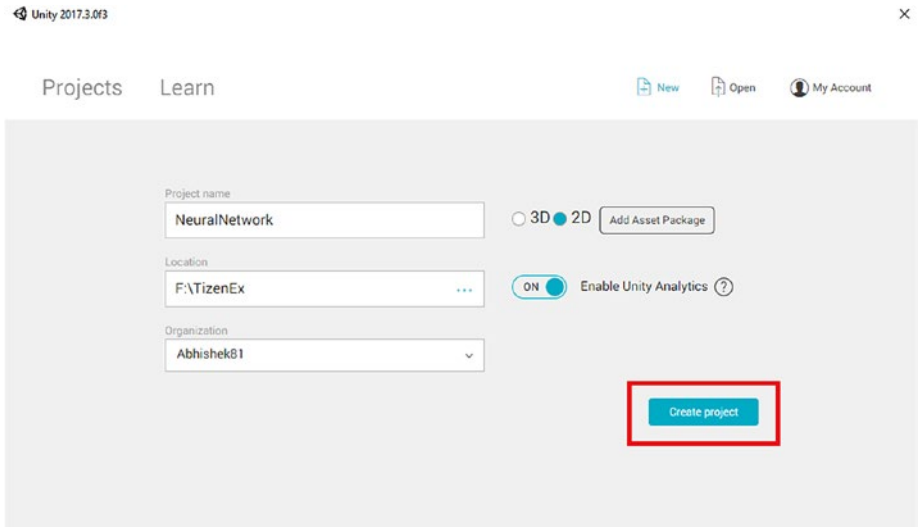 Unity 2017.3.0f3
Projects Learn New Open My Account
Project name
NeuralNetwork
3D 2D Add Asset Package
Location
F:\TizenEx ...
ON Enable Unity Analytics ?
Organization
Abhishek81
Create project